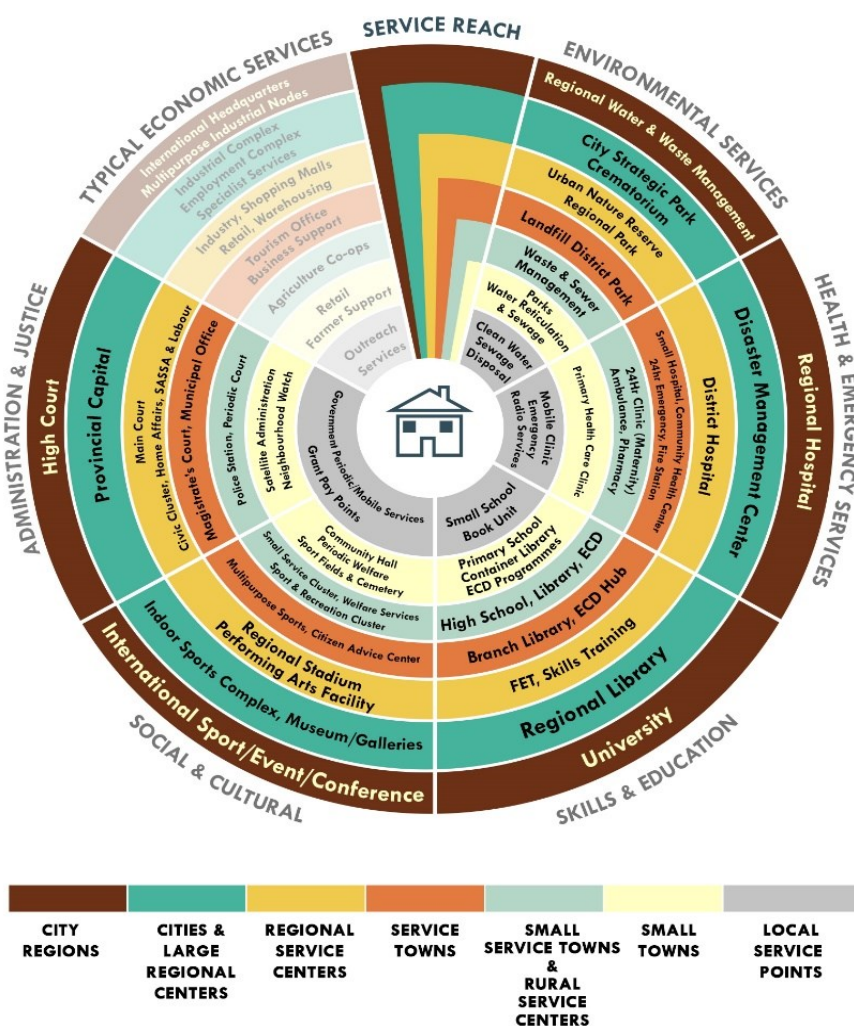 SERVICE REACH
TYPICAL ECONOMIC SERVICES
International Headquarters
Multipurpose Industrial Nodes
Industrial Complex
Employment Complex
Specialist Services
Industry, Shopping Malls
Retail, Warehousing
Tourism Office
Business Support
Agriculture Co-ops
Retail
Farmer Support
Outreach
Services
ENVIRONMENTAL SERVICES
Regional Water & Waste Management
City Strategic Park
Crematorium
Urban Nature Reserve
Regional Park
Landfill District Park
Waste & Sewer
Management
Parks
Water Reticulation
& Sewage
Clean Water
Sewage
Disposal
HEALTH & EMERGENCY SERVICES
Regional Hospital
Disaster Management Center
District Hospital
Small Hospital, Community Health Center
24hr Emergency, Fire Station
24Hr Clinic (Maternity)
Ambulance, Pharmacy
Primary Health Care Clinic
Mobile Clinic
Emergency
Radio Services
SKILLS & EDUCATION
University
Regional Library
FET, Skills Training
Branch Library, ECD Hub
High School, Library, ECD
Primary School
Container Library
ECD Programmes
Small School
Book Unit
SOCIAL & CULTURAL
International Sport/Event/Conference
Indoor Sports Complex, Museum/Galleries
Regional Stadium
Performing Arts Facility
Multipurpose Sports, Citizen Advice Center
Small Service Cluster, Welfare Services
Sport & Recreation Cluster
Community Hall
Periodic Welfare
Sport Fields & Cemetery
ADMINISTRATION & JUSTICE
High Court
Provincial Capital
Main Court
Civic Cluster, Home Affairs, SASSA & Labour
Magistrate's Court, Municipal Office
Police Station, Periodic Court
Satellite Administration
Neighbourhood Watch
Government Periodic/Mobile Services
Grant Pay Points
CITY
REGIONS
CITIES &
LARGE
REGIONAL
CENTERS
REGIONAL
SERVICE
CENTERS
SERVICE
TOWNS
SMALL
SERVICE TOWNS
&
RURAL
SERVICE
CENTERS
SMALL
TOWNS
LOCAL
SERVICE
POINTS